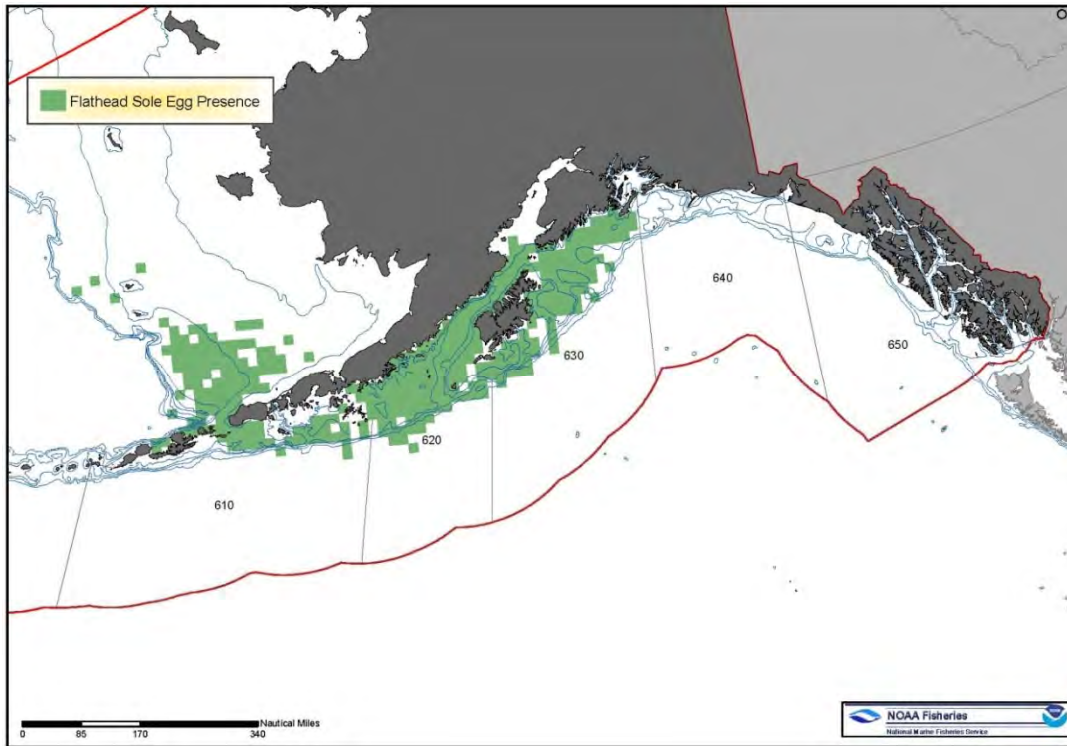 Flathead Sole Egg Presence
640
650
630
620
610
Nautical Miles
0 85 170 340
NOAA Fisheries
National Marine Fisheries Service